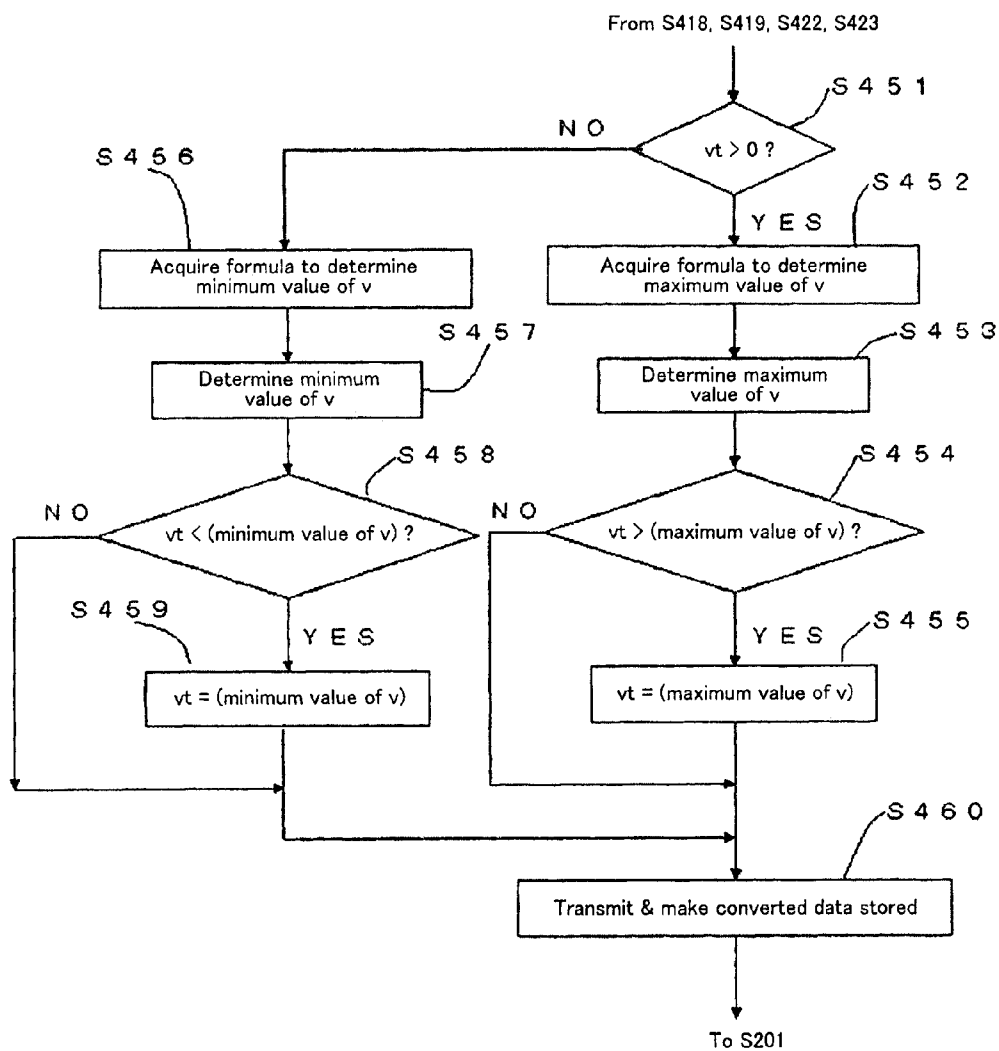 From S418, S419, S422, S423
S451
NO
vt > 0 ?
S456
S452
YES
Acquire formula to determine
minimum value of v
Acquire formula to determine
maximum value of v
S457
S453
Determine minimum
value of v
Determine maximum
value of v
S458
S454
NO
vt < (minimum value of v) ?
NO
vt > (maximum value of v) ?
S459
YES
YES
S455
vt = (minimum value of v)
vt = (maximum value of v)
S460
Transmit & make converted data stored
To S201